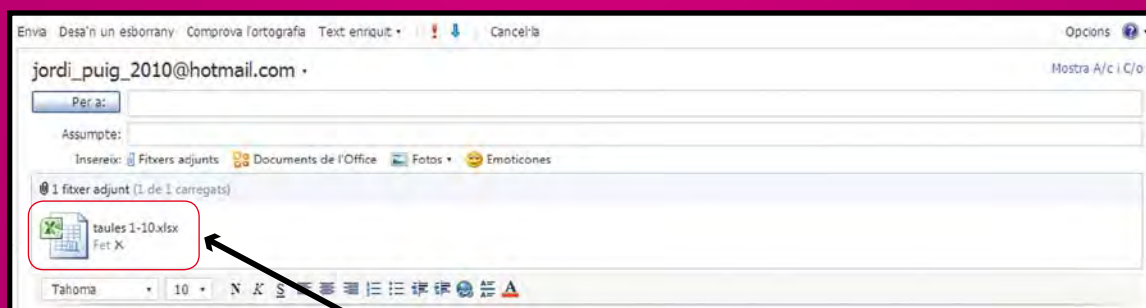 Envia Desa'n un esborrany Comprova l'ortografia Text enriquit Cancel·la Opcions
jordi_puig_2010@hotmail.com Mostra A/c i C/o
Per a:
Assumpte:
Insereix: Fitxers adjunts Documents de l'Office Fotos Emoticones
1 fitxer adjunt (1 de 1 carregats)
taules 1-10.xlsx
Fet X
Tahoma 10 N K S A